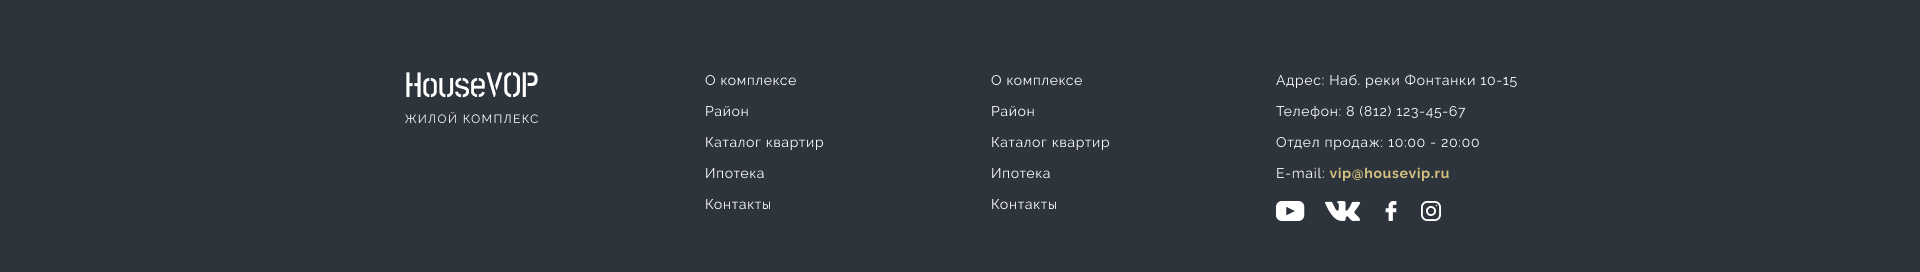 HouseVOP
ЖИЛОЙ КОМПЛЕКС
О комплексе
Район
Каталог квартир
Ипотека
Контакты
О комплексе
Район
Каталог квартир
Ипотека
Контакты
Адрес: Наб. реки Фонтанки 10-15
Телефон: 8 (812) 123-45-67
Отдел продаж: 10:00 - 20:00
E-mail: vip@housevip.ru